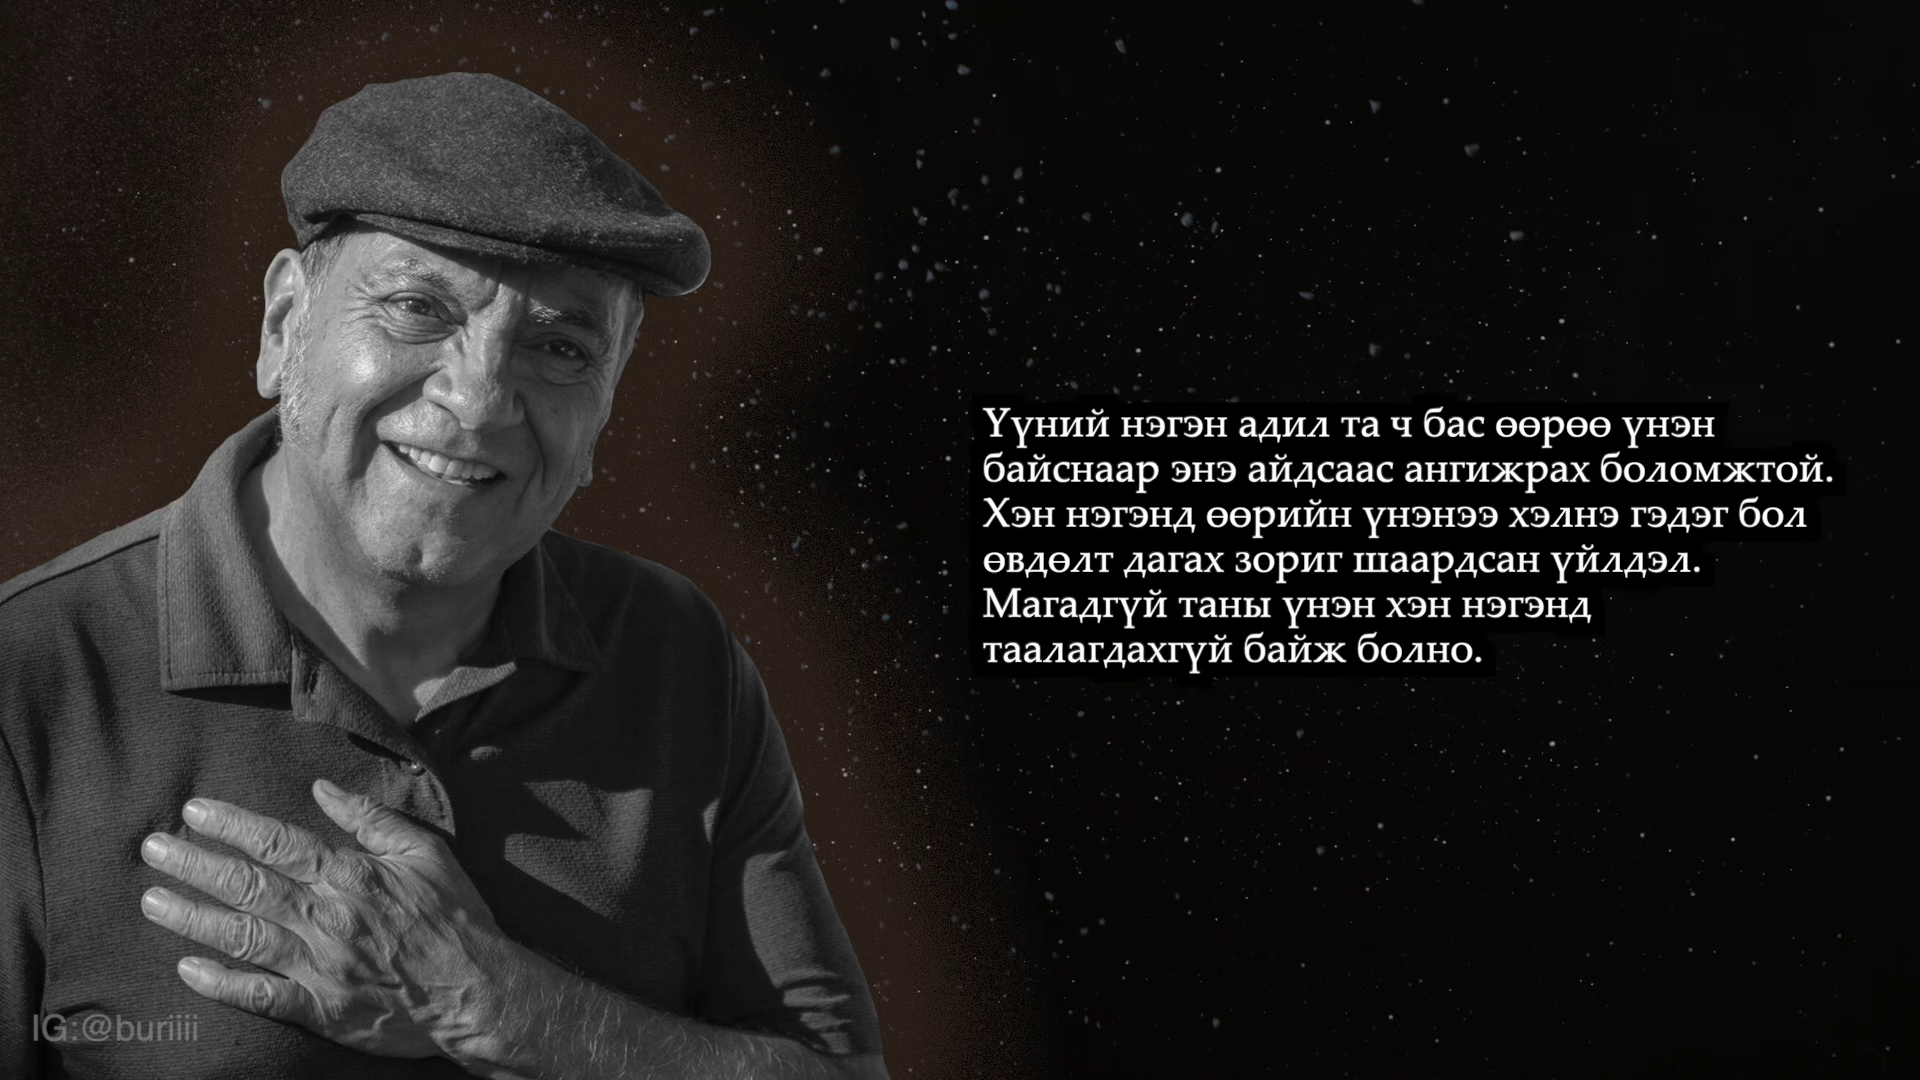 Үүний нэгэн адил та ч бас өөрөө үнэн
байснаар энэ айдсаас ангижрах боломжтой.
Хэн нэгэнд өөрийн үнэнээ хэлнэ гэдэг бол
өвдөлт дагах зориг шаардсан үйлдэл.
Магадгүй таны үнэн хэн нэгэнд
таалагдахгүй байж болно.
IG:@buriiii